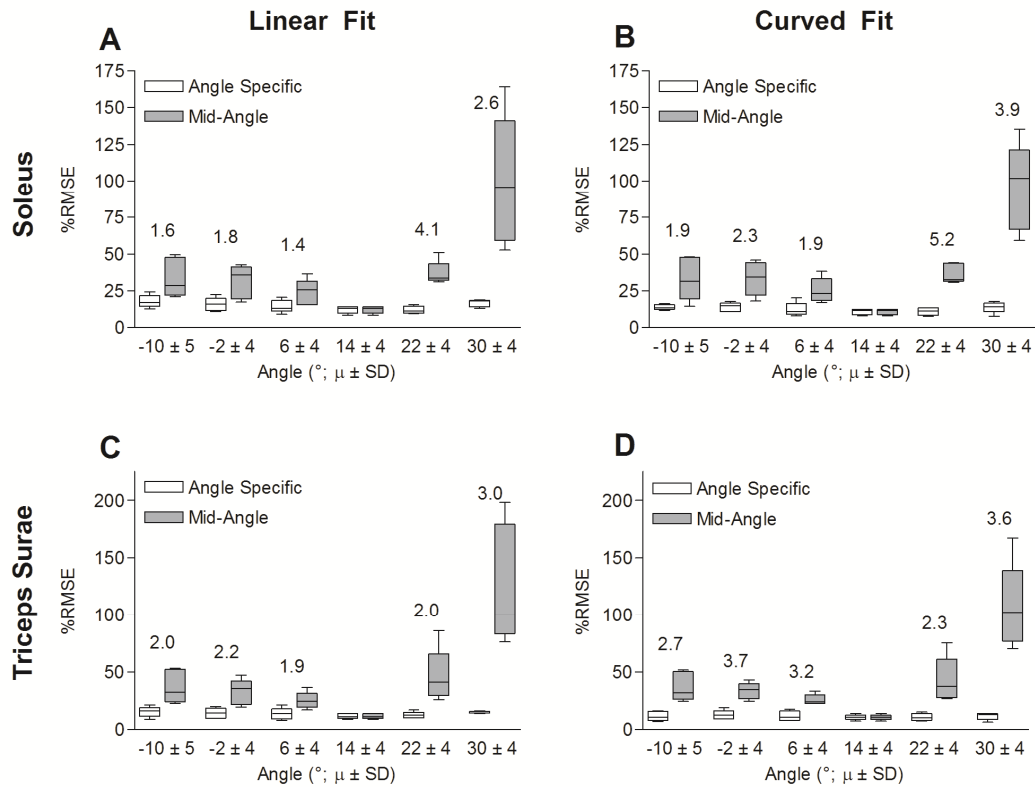 Linear Fit
Curved Fit
Soleus
Triceps Surae
A
Angle Specific
Mid-Angle
%RMSE
175
150
125
100
75
50
25
0
1.6
1.8
1.4
4.1
2.6
-10 ± 5
-2 ± 4
6 ± 4
14 ± 4
22 ± 4
30 ± 4
Angle (°; μ ± SD)
B
Angle Specific
Mid-Angle
%RMSE
175
150
125
100
75
50
25
0
1.9
2.3
1.9
5.2
3.9
-10 ± 5
-2 ± 4
6 ± 4
14 ± 4
22 ± 4
30 ± 4
Angle (°; μ ± SD)
C
Angle Specific
Mid-Angle
%RMSE
200
150
100
50
0
2.0
2.2
1.9
2.0
3.0
-10 ± 5
-2 ± 4
6 ± 4
14 ± 4
22 ± 4
30 ± 4
Angle (°; μ ± SD)
D
Angle Specific
Mid-Angle
%RMSE
200
150
100
50
0
2.7
3.7
3.2
2.3
3.6
-10 ± 5
-2 ± 4
6 ± 4
14 ± 4
22 ± 4
30 ± 4
Angle (°; μ ± SD)